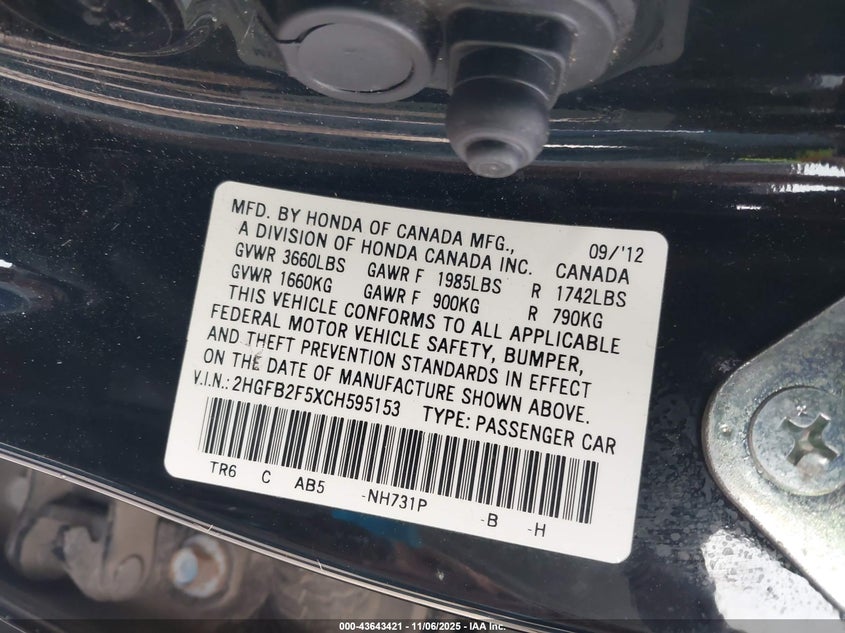 MFD. BY HONDA OF CANADA MFG.,
A DIVISION OF HONDA CANADA INC. 09/'12
GVWR 3660LBS GAWR F 1985LBS R 1742LBS CANADA
GVWR 1660KG GAWR F 900KG R 790KG
THIS VEHICLE CONFORMS TO ALL APPLICABLE
FEDERAL MOTOR VEHICLE SAFETY, BUMPER,
AND THEFT PREVENTION STANDARDS IN EFFECT
ON THE DATE OF MANUFACTURE SHOWN ABOVE.
V.I.N.: 2HGFB2F5XCH595153 TYPE: PASSENGER CAR
TR6 C AB5 -NH731P -B -H
000-43643421 - 11/06/2025 - IAA Inc.